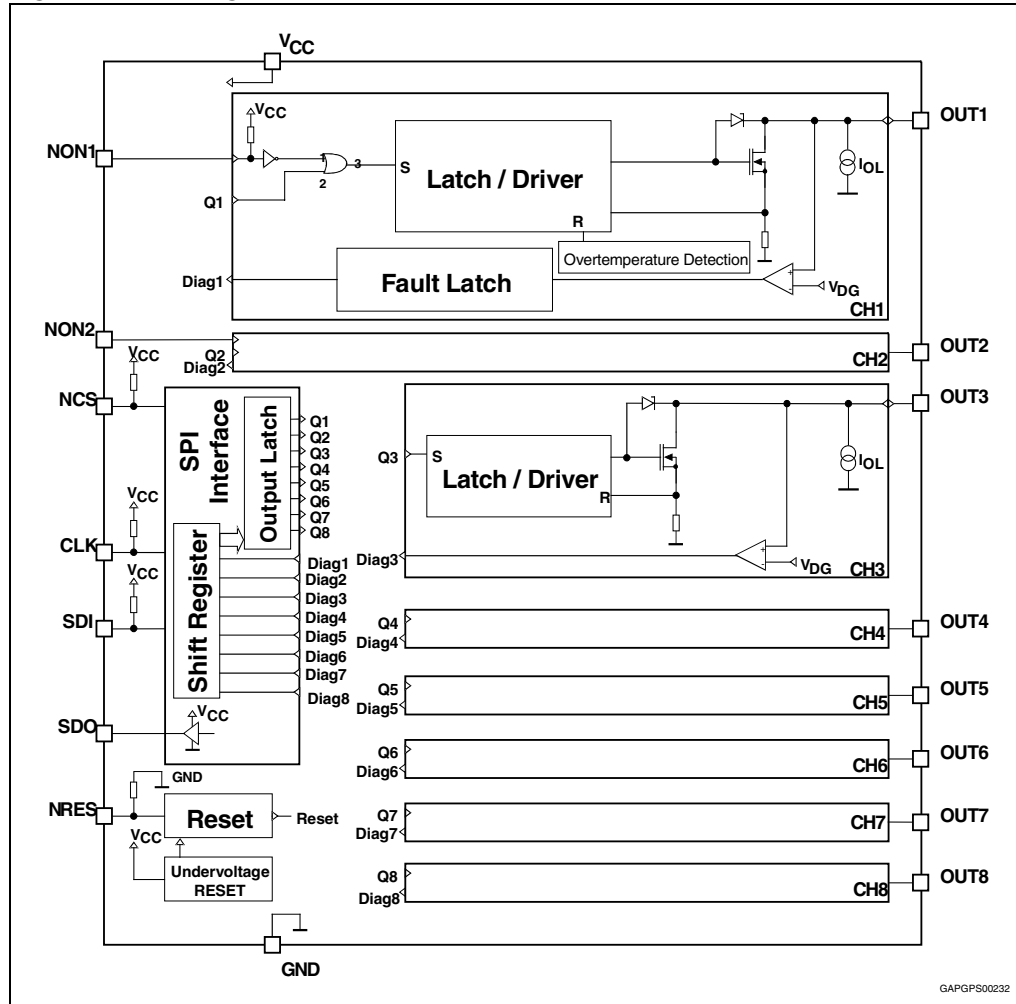 VCC
VCC
NON1
1
2
3
S
Latch / Driver
R
Q1
Overtemperature Detection
Diag1
Fault Latch
+
-
VDG
IOL
OUT1
CH1
NON2
Q2
Diag2
CH2
OUT2
VCC
NCS
SPI Interface
Output Latch
Q1
Q2
Q3
Q4
Q5
Q6
Q7
Q8
VCC
CLK
VCC
SDI
Shift Register
Diag1
Diag2
Diag3
Diag4
Diag5
Diag6
Diag7
Diag8
VCC
SDO
Q3
S
Latch / Driver
R
Diag3
+
-
VDG
IOL
OUT3
CH3
Q4
Diag4
CH4
OUT4
Q5
Diag5
CH5
OUT5
Q6
Diag6
CH6
OUT6
GND
NRES
Reset
Reset
VCC
Undervoltage
RESET
Q7
Diag7
CH7
OUT7
Q8
Diag8
CH8
OUT8
GND
GAPGPS00232